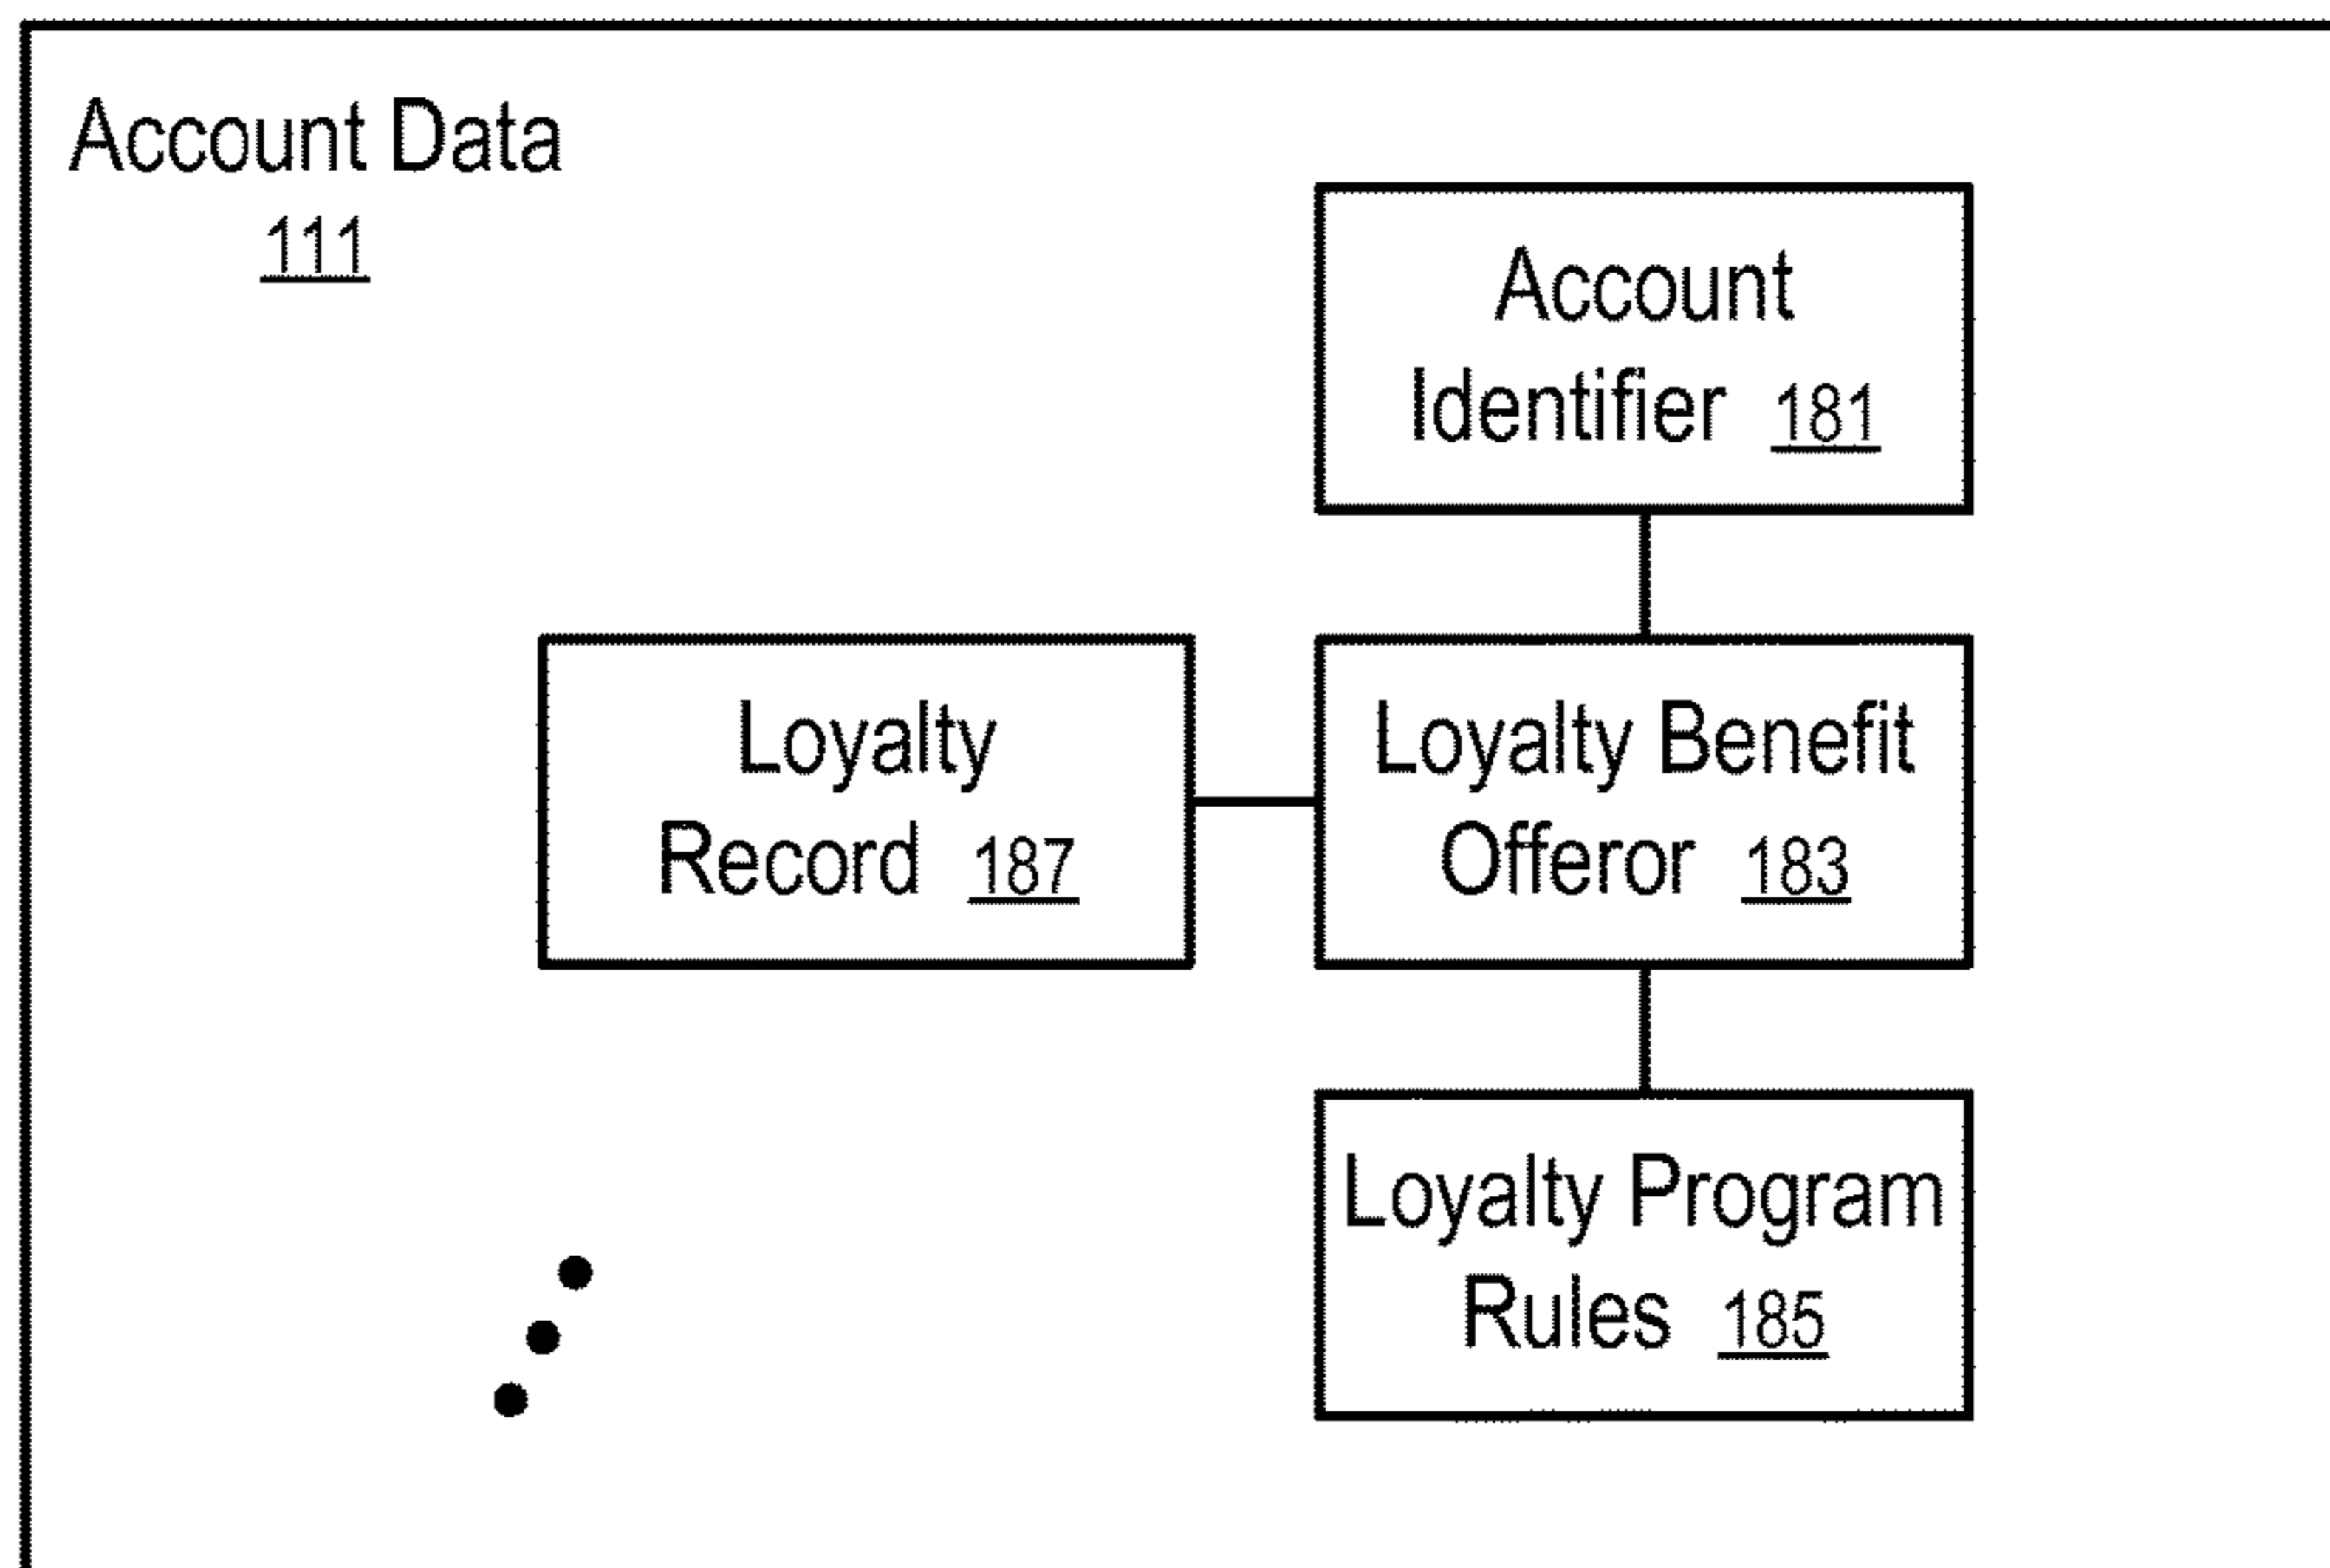 Account Data
111
Account
Identifier 181
Loyalty
Record 187
Loyalty Benefit
Offeror 183
Loyalty Program
Rules 185